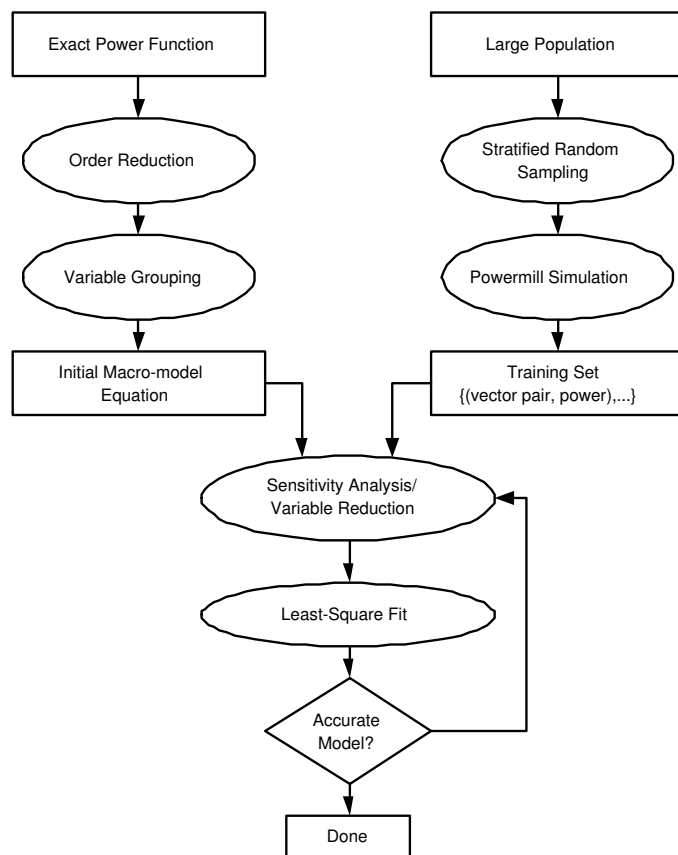 Exact Power Function
Large Population
Order Reduction
Stratified Random
Sampling
Variable Grouping
Powermill Simulation
Initial Macro-model
Equation
Training Set
{(vector pair, power),...}
Sensitivity Analysis/
Variable Reduction
Least-Square Fit
Accurate
Model?
Done